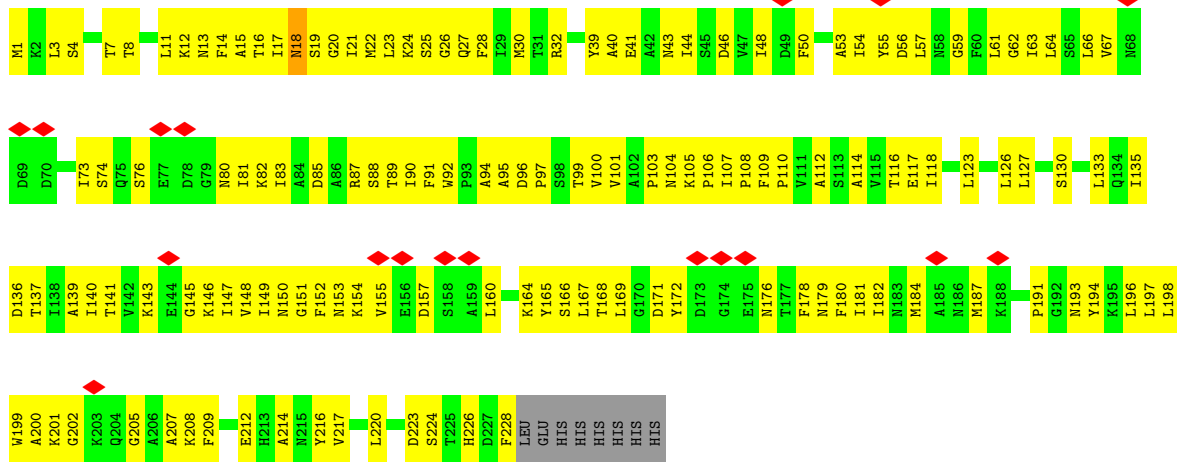 M1 K2 L3 S4 T7 T8 L11 K12 N13 F14 A15 T16 I17 N18 S19 G20 I21 M22 L23 K24 S25 G26 Q27 F28 I29 M30 T31 R32 Y39 A40 E41 A42 N43 I44 S45 D46 V47 I48 D49 F50 A53 I54 Y55 D56 L57 N58 G59 F60 L61 G62 I63 L64 S65 L66 V67 N68
D69 D70 I73 S74 Q75 S76 E77 D78 G79 N80 I81 K82 I83 A84 D85 A86 R87 S88 T89 I90 F91 W92 P93 A94 A95 D96 P97 S98 T99 V100 V101 A102 P103 N104 K105 P106 I107 P108 F109 P110 V111 A112 S113 A114 V115 T116 E117 I118 L123 L126 L127 S130 L133 Q134 I135
D136 T137 I138 A139 I140 T141 V142 K143 E144 G145 K146 I147 V148 I149 N150 G151 F152 N153 K154 V155 E156 D157 S158 A159 L160 K164 Y165 S166 L167 T168 L169 G170 D171 Y172 D173 G174 E175 N176 T177 F178 N179 F180 I181 I182 N183 M184 A185 N186 M187 K188 P191 G192 N193 Y194 K195 L196 L197 L198
W199 A200 K201 G202 K203 Q204 G205 A206 A207 K208 F209 E212 H213 A214 N215 Y216 V217 L220 D223 S224 T225 H226 D227 F228 LEU GLU HIS HIS HIS HIS HIS HIS